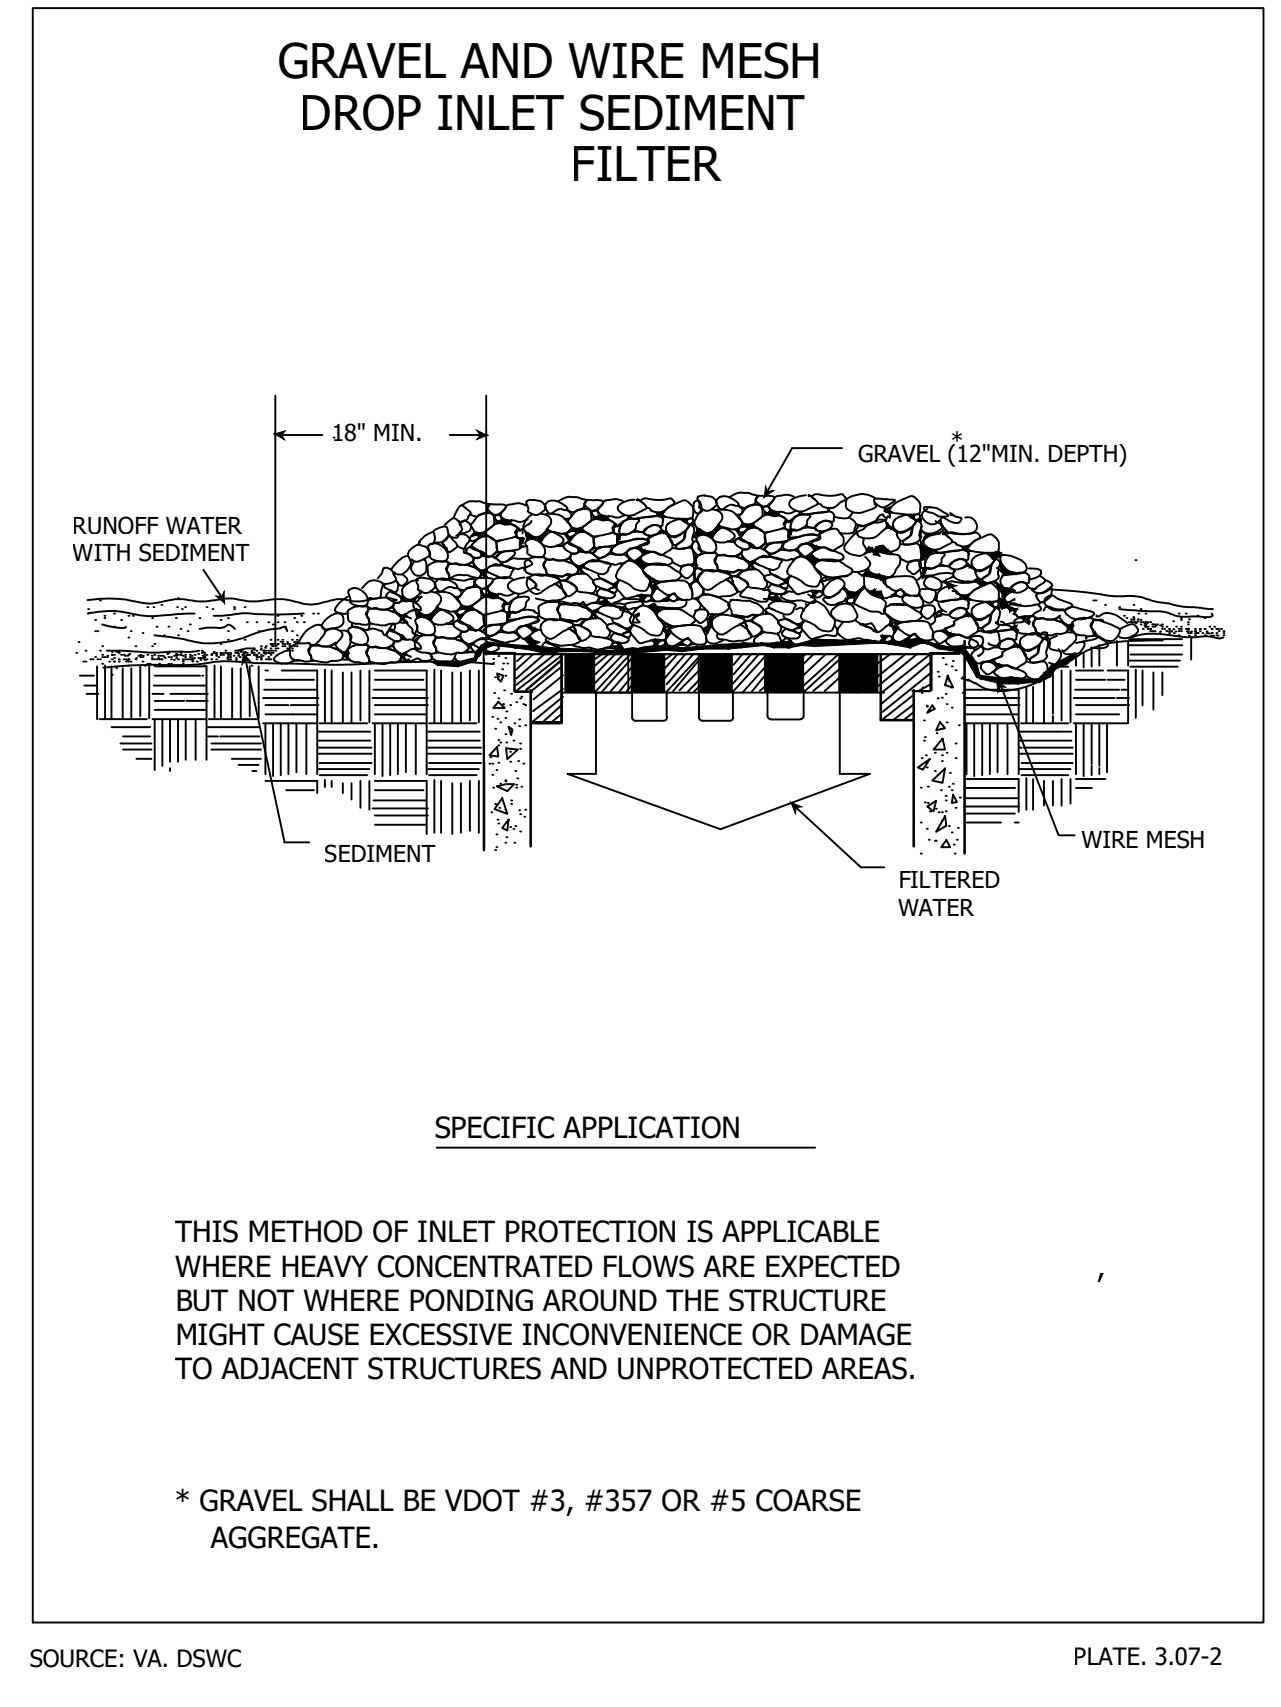 GRAVEL AND WIRE MESH
DROP INLET SEDIMENT
FILTER
18" MIN.
*
GRAVEL (12"MIN. DEPTH)
RUNOFF WATER
WITH SEDIMENT
SEDIMENT
WIRE MESH
FILTERED
WATER
SPECIFIC APPLICATION
THIS METHOD OF INLET PROTECTION IS APPLICABLE
WHERE HEAVY CONCENTRATED FLOWS ARE EXPECTED
BUT NOT WHERE PONDING AROUND THE STRUCTURE
MIGHT CAUSE EXCESSIVE INCONVENIENCE OR DAMAGE
TO ADJACENT STRUCTURES AND UNPROTECTED AREAS.
* GRAVEL SHALL BE VDOT #3, #357 OR #5 COARSE
AGGREGATE.
SOURCE: VA. DSWC
PLATE. 3.07-2